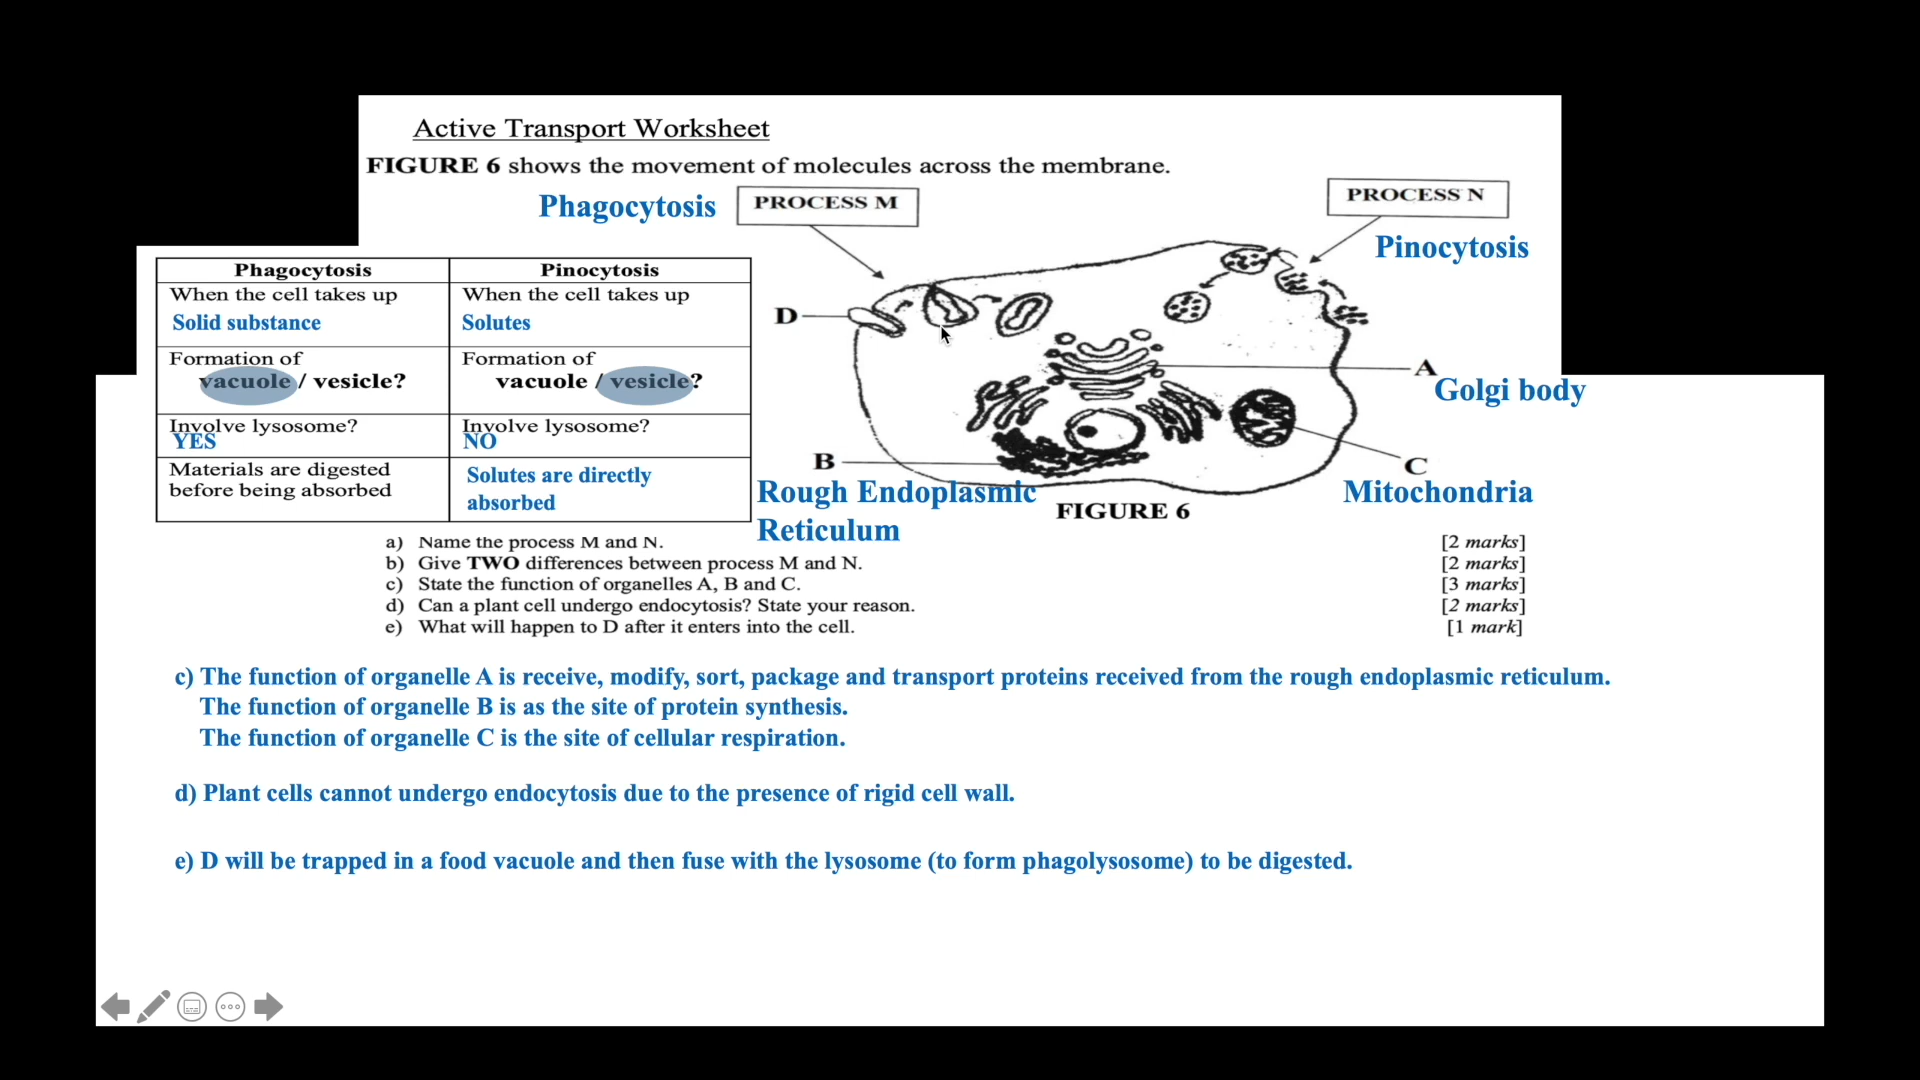 Active Transport Worksheet
FIGURE 6 shows the movement of molecules across the membrane.
Phagocytosis
PROCESS M
PROCESS N
Pinocytosis
Phagocytosis Pinocytosis
When the cell takes up When the cell takes up
Solid substance Solutes
Formation of Formation of
vacuole / vesicle? vacuole / vesicle?
Involve lysosome? Involve lysosome?
YES NO
Materials are digested
before being absorbed
Solutes are directly
absorbed
D
A
Golgi body
B
C
Rough Endoplasmic
Reticulum
Mitochondria
FIGURE 6
a) Name the process M and N. [2 marks]
b) Give TWO differences between process M and N. [2 marks]
c) State the function of organelles A, B and C. [3 marks]
d) Can a plant cell undergo endocytosis? State your reason. [2 marks]
e) What will happen to D after it enters into the cell. [1 mark]
c) The function of organelle A is receive, modify, sort, package and transport proteins received from the rough endoplasmic reticulum.
The function of organelle B is as the site of protein synthesis.
The function of organelle C is the site of cellular respiration.
d) Plant cells cannot undergo endocytosis due to the presence of rigid cell wall.
e) D will be trapped in a food vacuole and then fuse with the lysosome (to form phagolysosome) to be digested.